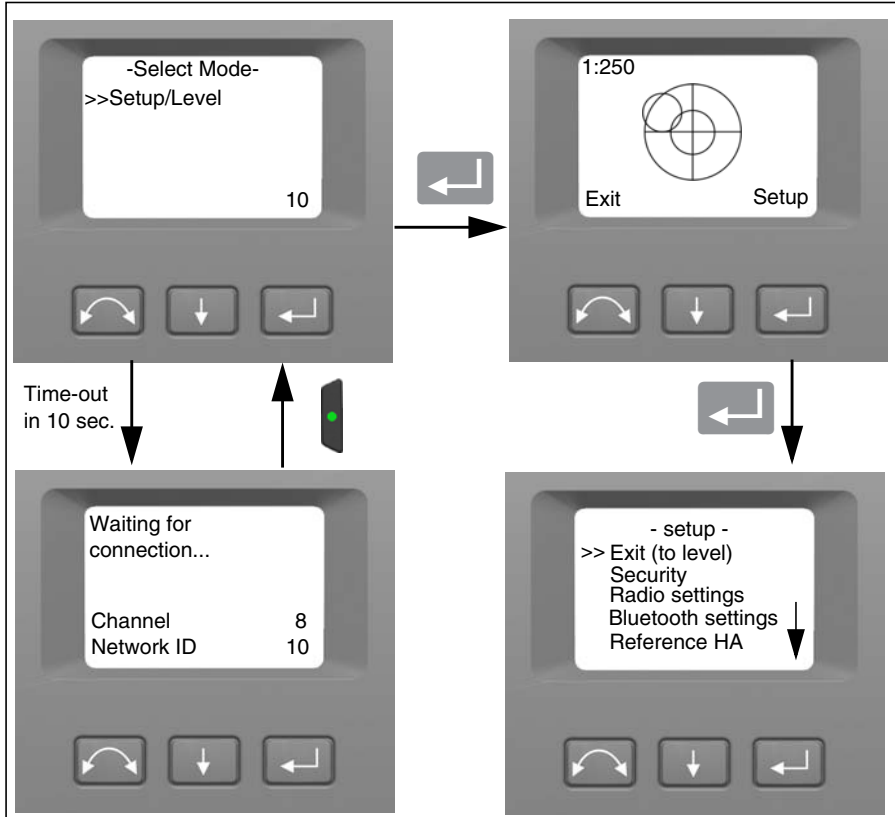 -Select Mode-
>>Setup/Level
10
1:250
Exit Setup
Time-out
in 10 sec.
Waiting for
connection...
Channel 8
Network ID 10
- setup -
>> Exit (to level)
Security
Radio settings
Bluetooth settings
Reference HA